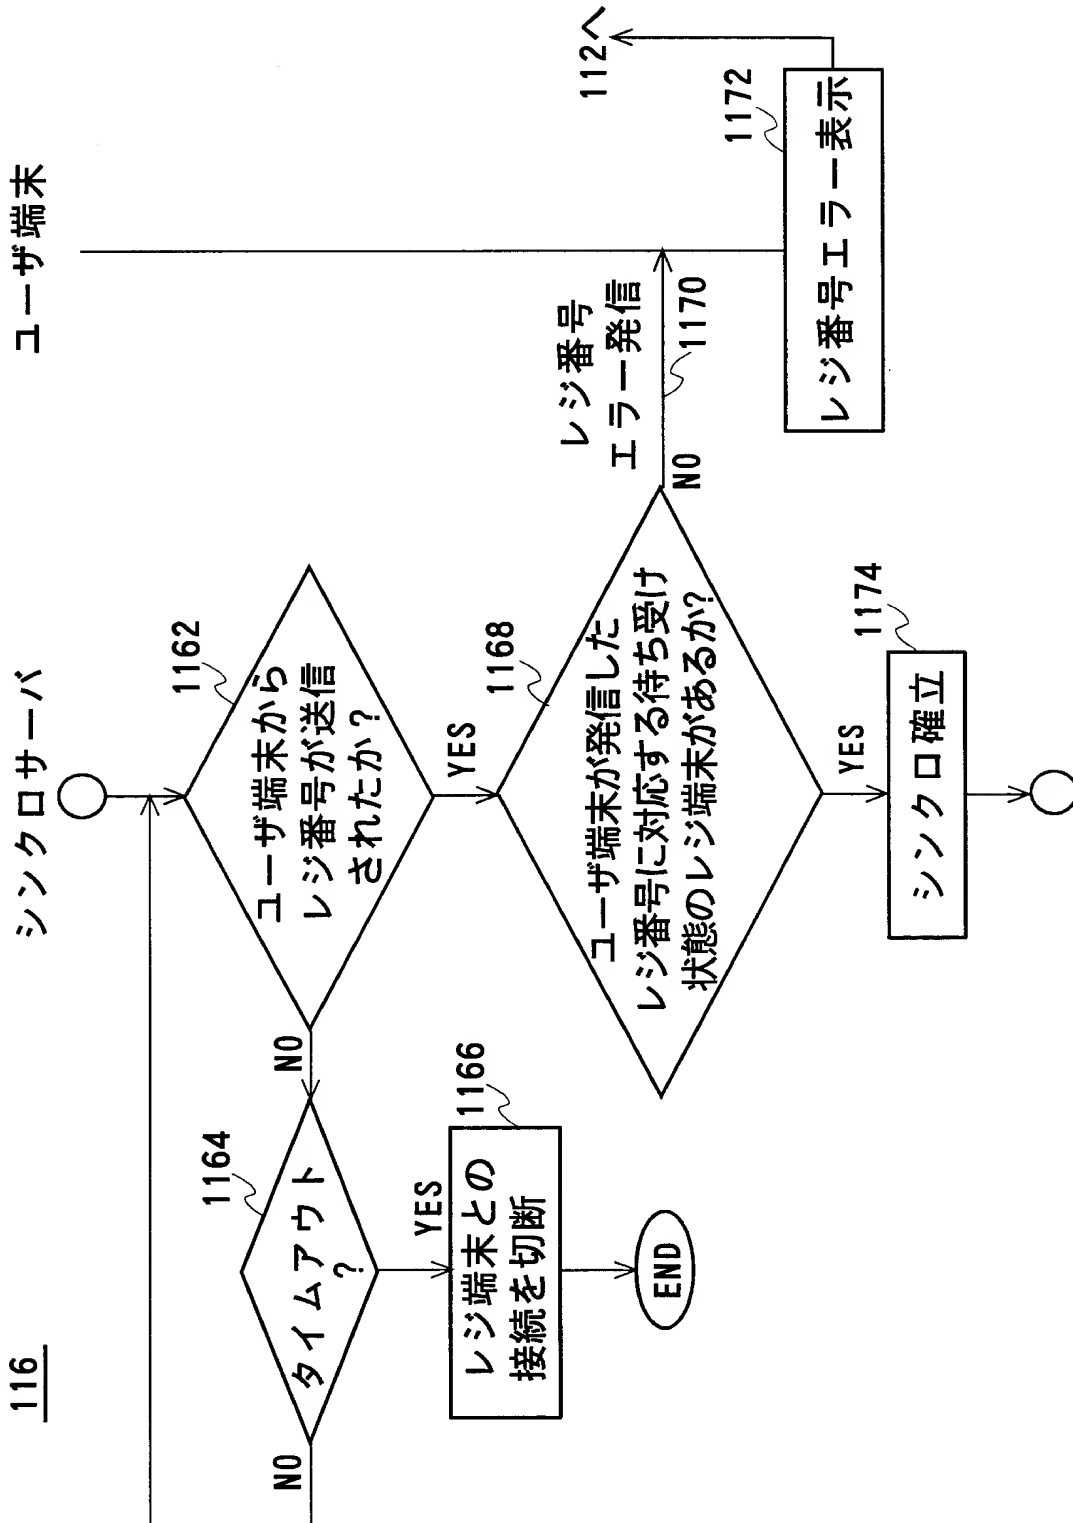 116
シンクロサーバ
ユーザ端末
1162
ユーザ端末から
レジ番号が送信
されたか?
NO
YES
1164
タイムアウト
?
NO
YES
1166
レジ端末との
接続を切断
END
1168
ユーザ端末が発信した
レジ番号に対応する待ち受け
状態のレジ端末があるか?
NO
YES
レジ番号
エラー発信
1170
1172
レジ番号エラー表示
112へ
1174
シンクロ確立